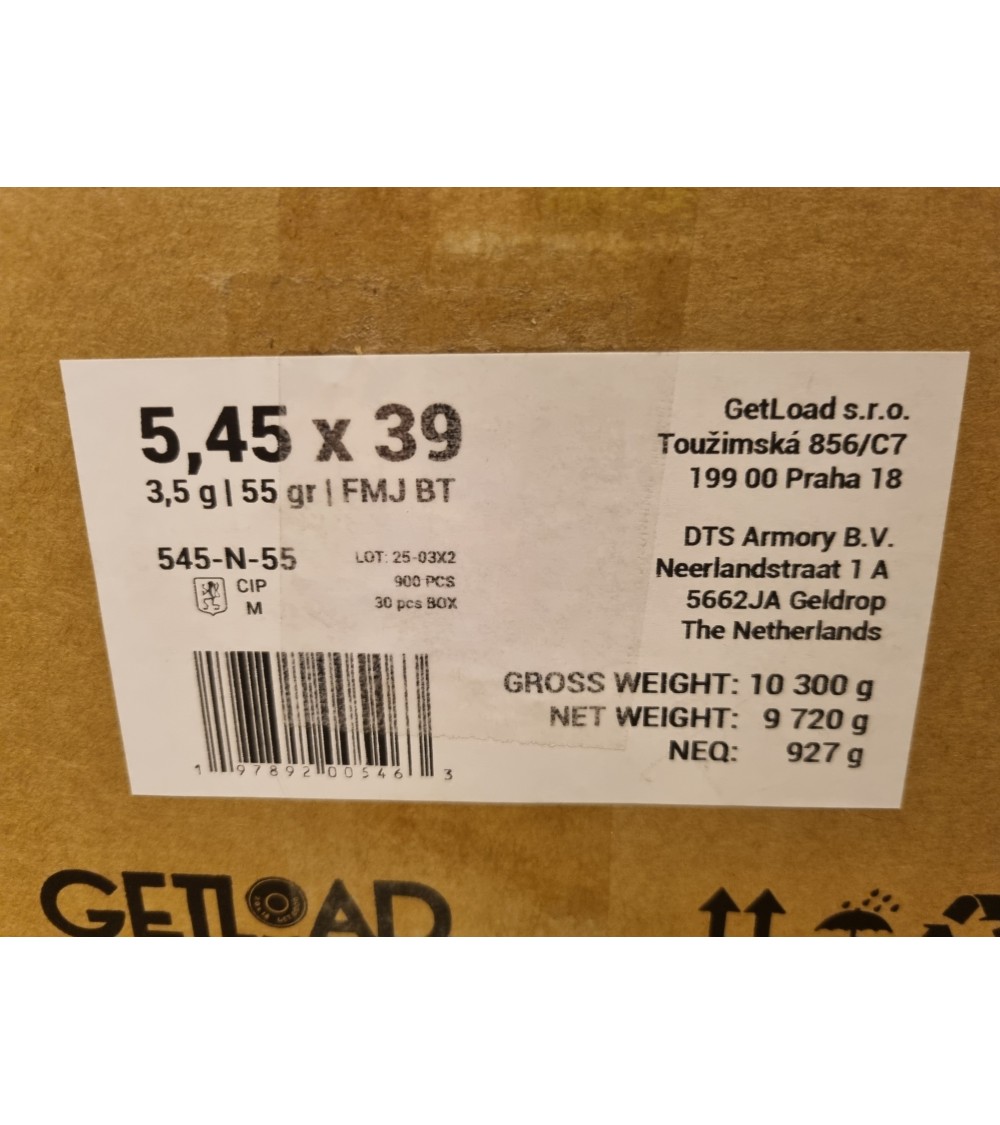 5,45 x 39
3,5 g | 55 gr | FMJ BT
545-N-55
CIP
M
LOT: 25-03X2
900 PCS
30 pcs BOX
1 97892 00546 3
GetLoad s.r.o.
Toužimská 856/C7
199 00 Praha 18
DTS Armory B.V.
Neerlandstraat 1 A
5662JA Geldrop
The Netherlands
GROSS WEIGHT: 10 300 g
NET WEIGHT: 9 720 g
NEQ: 927 g
GETLOAD